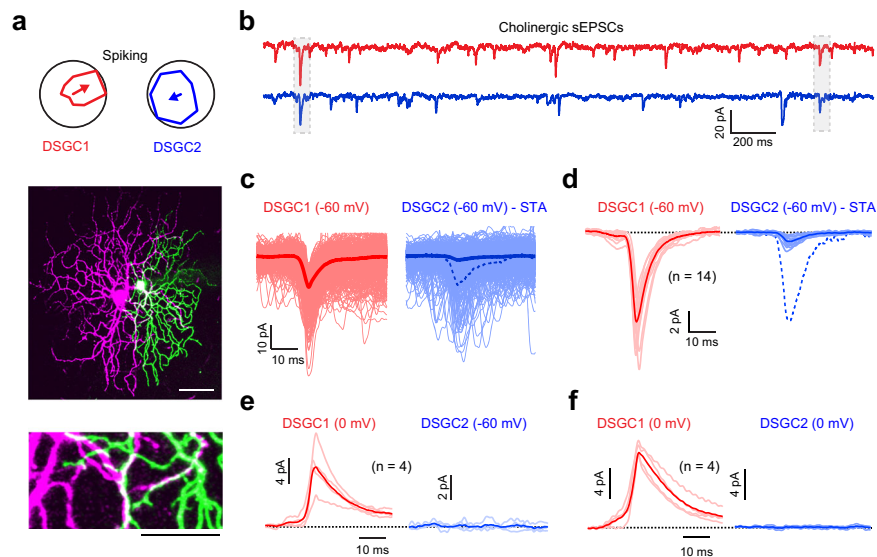 a
Spiking
DSGC1 DSGC2
b
Cholinergic sEPSCs
20 pA
200 ms
c
DSGC1 (-60 mV) DSGC2 (-60 mV) - STA
10 pA
10 ms
d
DSGC1 (-60 mV) DSGC2 (-60 mV) - STA
(n = 14)
2 pA
10 ms
e
DSGC1 (0 mV) DSGC2 (-60 mV)
4 pA
(n = 4)
2 pA
10 ms
f
DSGC1 (0 mV) DSGC2 (0 mV)
4 pA
(n = 4)
4 pA
10 ms